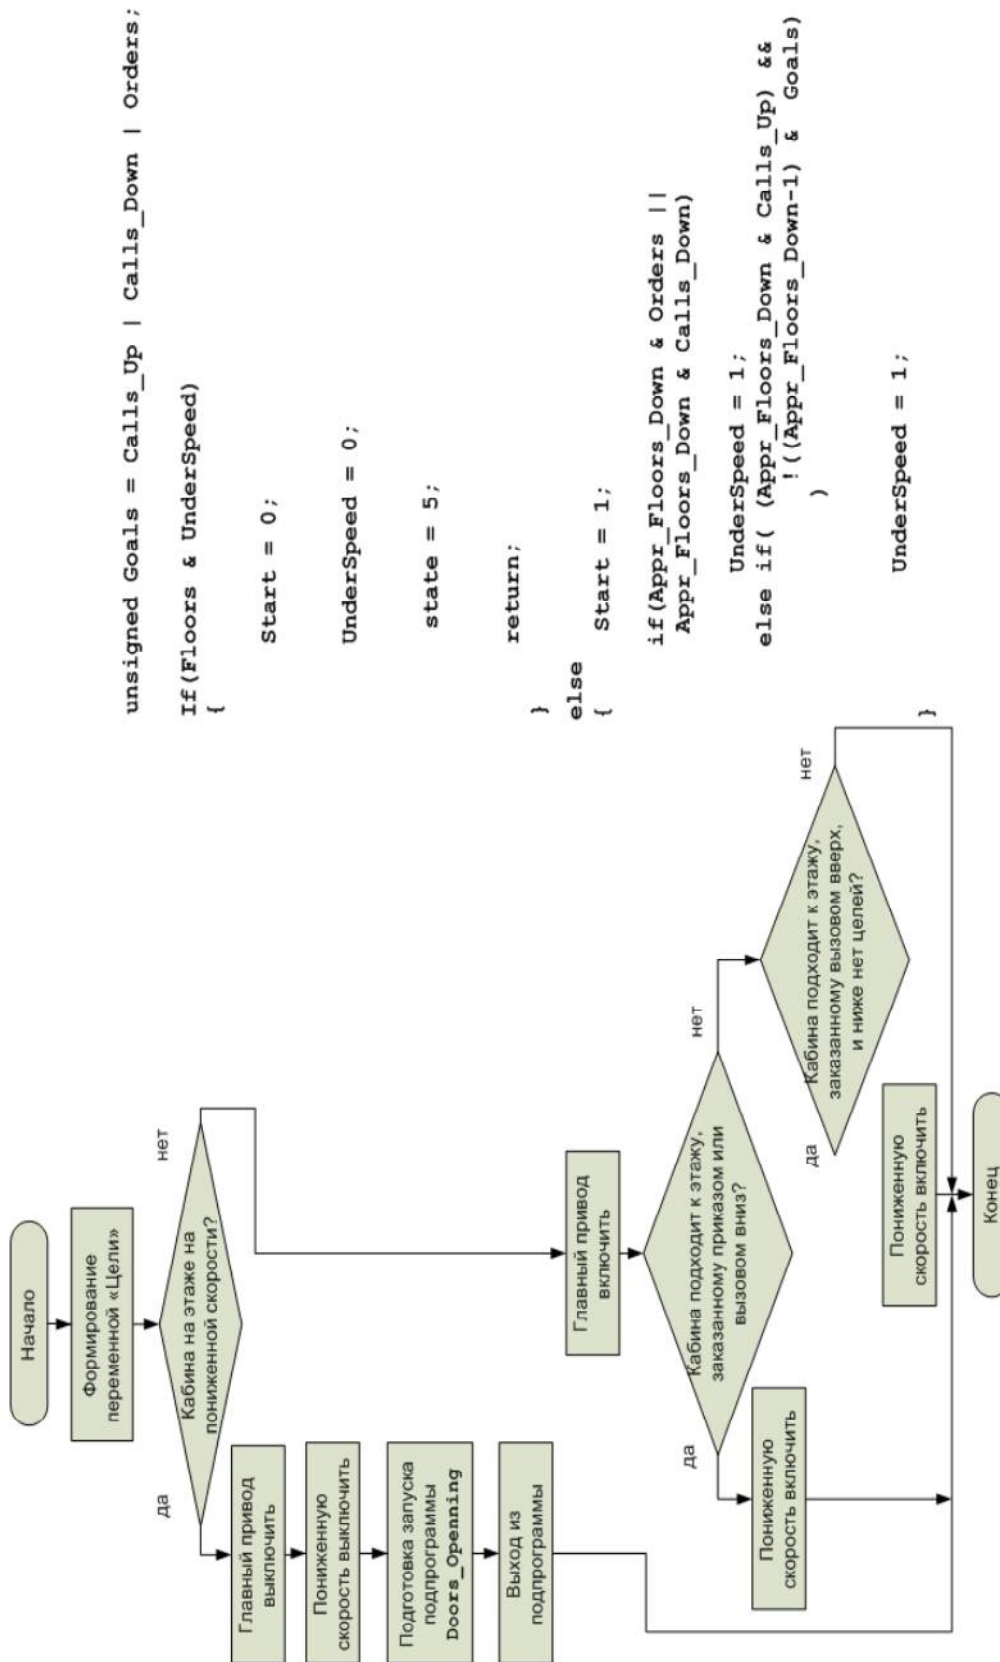 Начало
Формирование
переменной «Цели»
Кабина на этаже на
пониженной скорости?
да
нет
Главный привод
выключить
Пониженную
скорость выключить
Подготовка запуска
подпрограммы
Doors_Openning
Выход из
подпрограммы
Главный привод
включить
Кабина подходит к этажу,
заказанному приказом или
вызовом вниз?
да
нет
Пониженную
скорость включить
Кабина подходит к этажу,
заказанному вызовом вверх,
и ниже нет целей?
да
нет
Пониженную
скорость включить
Конец
unsigned Goals = Calls_Up | Calls_Down | Orders;
If(Floors & UnderSpeed)
{
Start = 0;
UnderSpeed = 0;
state = 5;
return;
}
else
{ Start = 1;
if(Appr_Floors_Down & Orders ||
Appr_Floors_Down & Calls_Down)
UnderSpeed = 1;
else if( (Appr_Floors_Down & Calls_Up) &&
!((Appr_Floors_Down-1) & Goals)
)
UnderSpeed = 1;
}